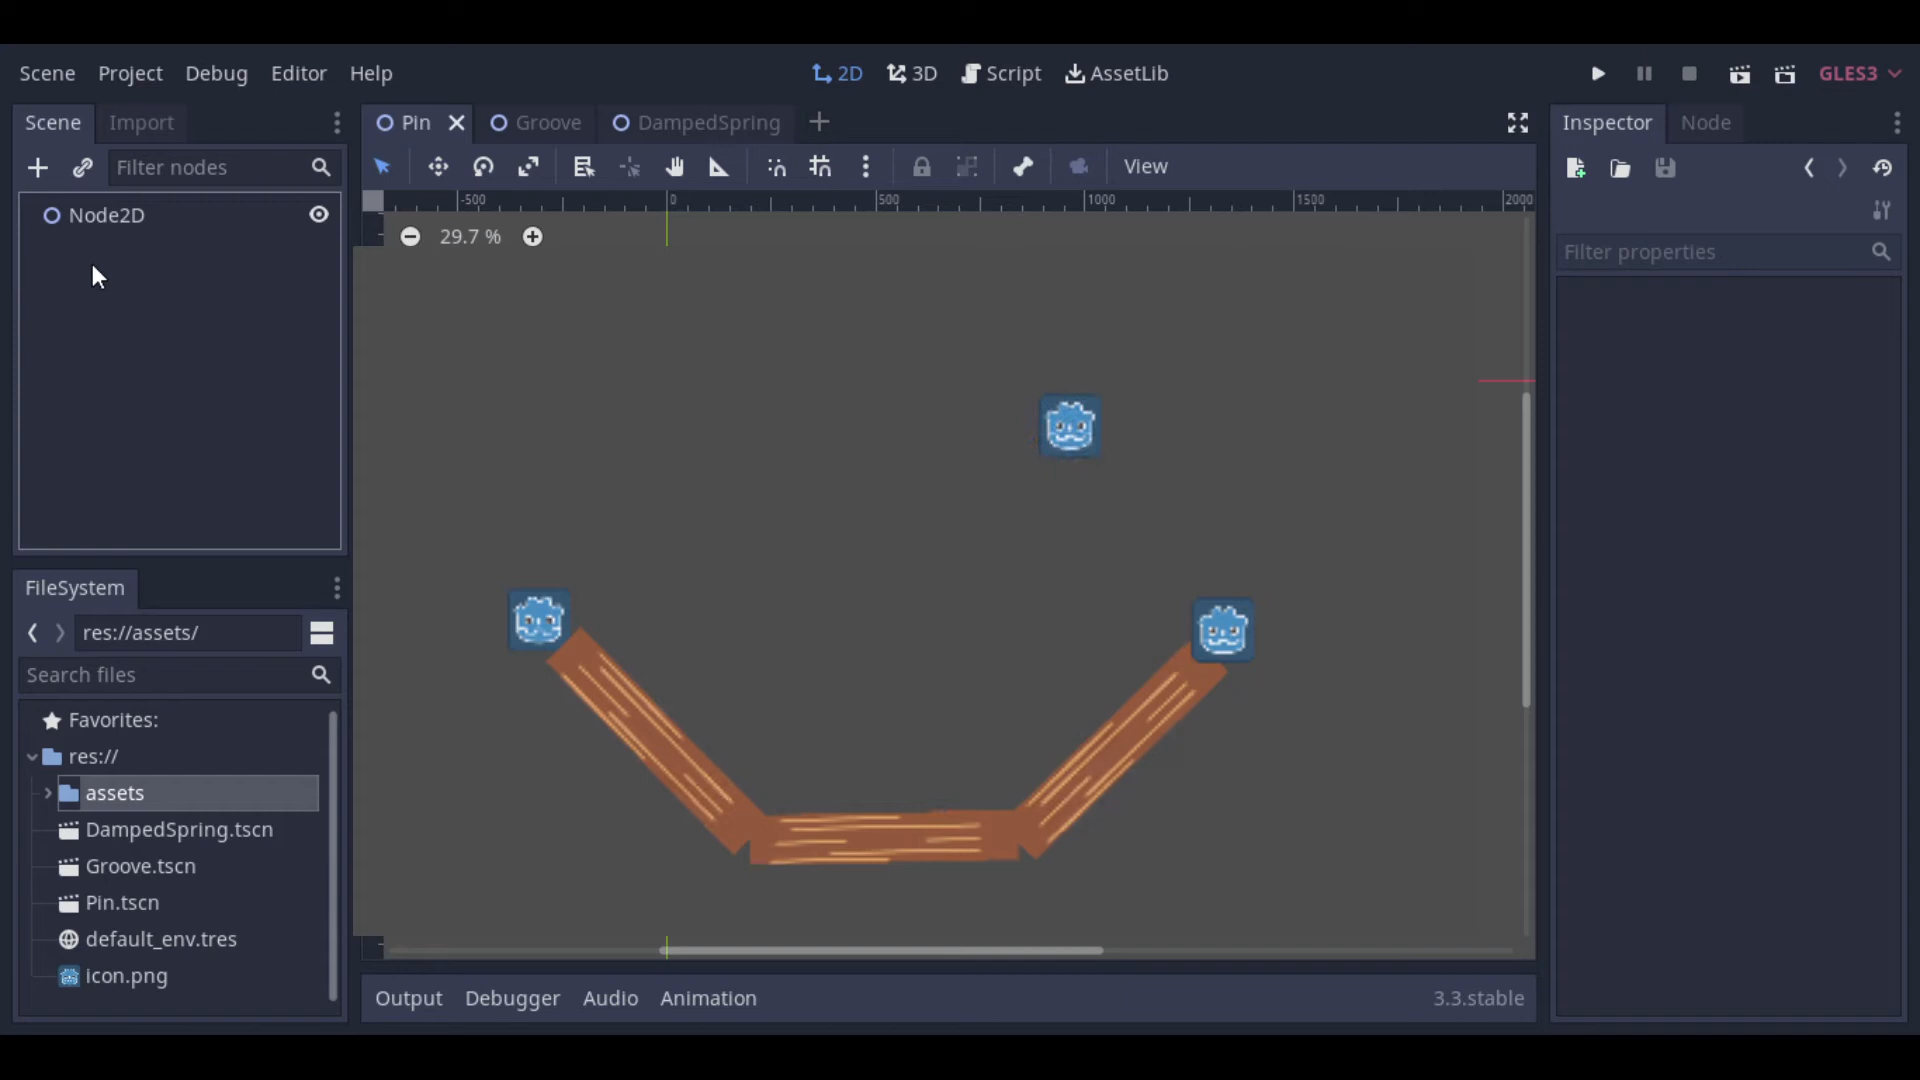 Scene Project Debug Editor Help 2D 3D Script AssetLib GLES3
Scene Import Pin Groove DampedSpring Inspector Node
Filter nodes View
Node2D
-500 0 500 1000 1500 2000
29.7 %
Filter properties
FileSystem
res://assets/
Search files
Favorites:
res://
assets
DampedSpring.tscn
Groove.tscn
Pin.tscn
default_env.tres
icon.png
Output Debugger Audio Animation 3.3.stable